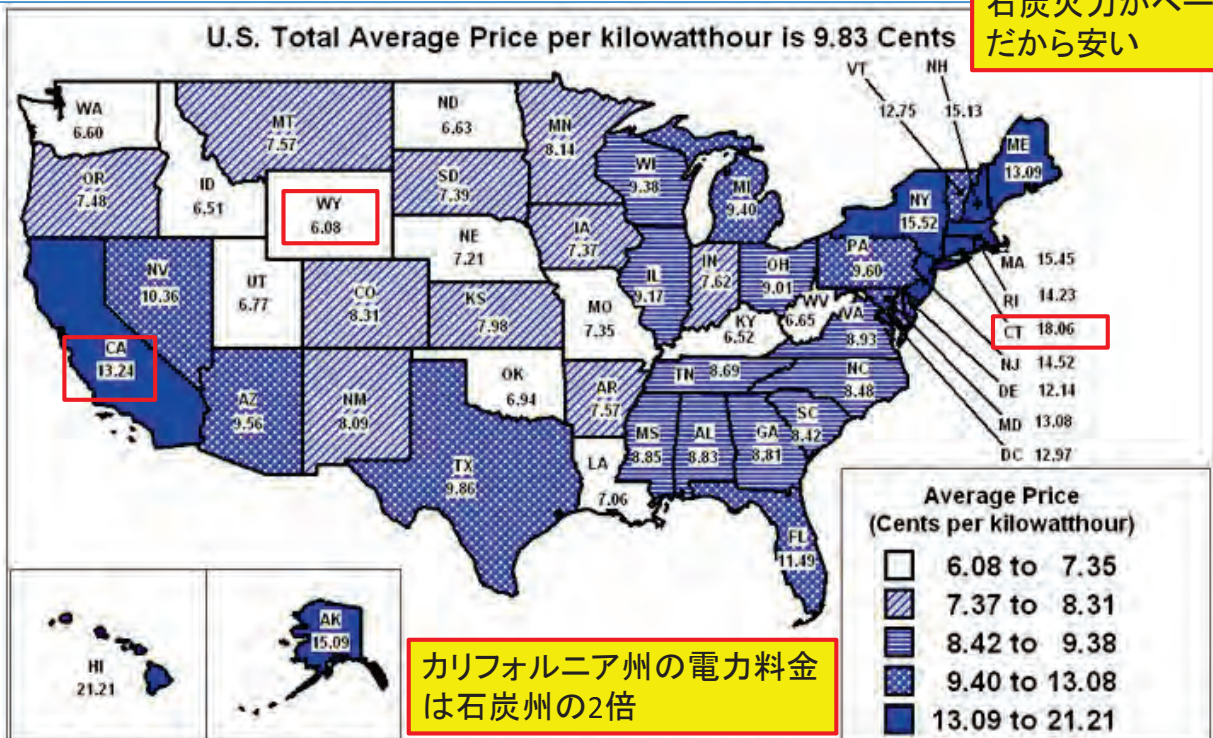 石炭火力がベー
だから安い
U.S. Total Average Price per kilowatthour is 9.83 Cents
VT
NH
12.75
15.13
WA
6.60
MT
7.57
ND
6.63
MN
8.14
ME
13.09
OR
7.48
ID
6.51
WY
6.08
SD
7.39
WI
9.38
MI
9.40
NY
15.52
NE
7.21
IA
7.37
PA
9.60
MA 15.45
NV
10.36
UT
6.77
CO
8.31
KS
7.98
MO
7.35
IL
9.17
IN
7.62
OH
9.01
WV
6.65
VA
8.93
KY
6.52
RI 14.23
CT 18.06
NJ 14.52
DE 12.14
MD 13.08
DC 12.97
CA
13.24
AZ
9.56
NM
8.09
OK
6.94
AR
7.57
TN 8.69
NC
8.48
SC
8.42
MS
8.85
AL
8.83
GA
8.81
TX
9.86
LA
7.06
FL
11.49
HI
21.21
AK
15.09
カリフォルニア州の電力料金
は石炭州の2倍
Average Price
(Cents per kilowatthour)
6.08 to 7.35
7.37 to 8.31
8.42 to 9.38
9.40 to 13.08
13.09 to 21.21